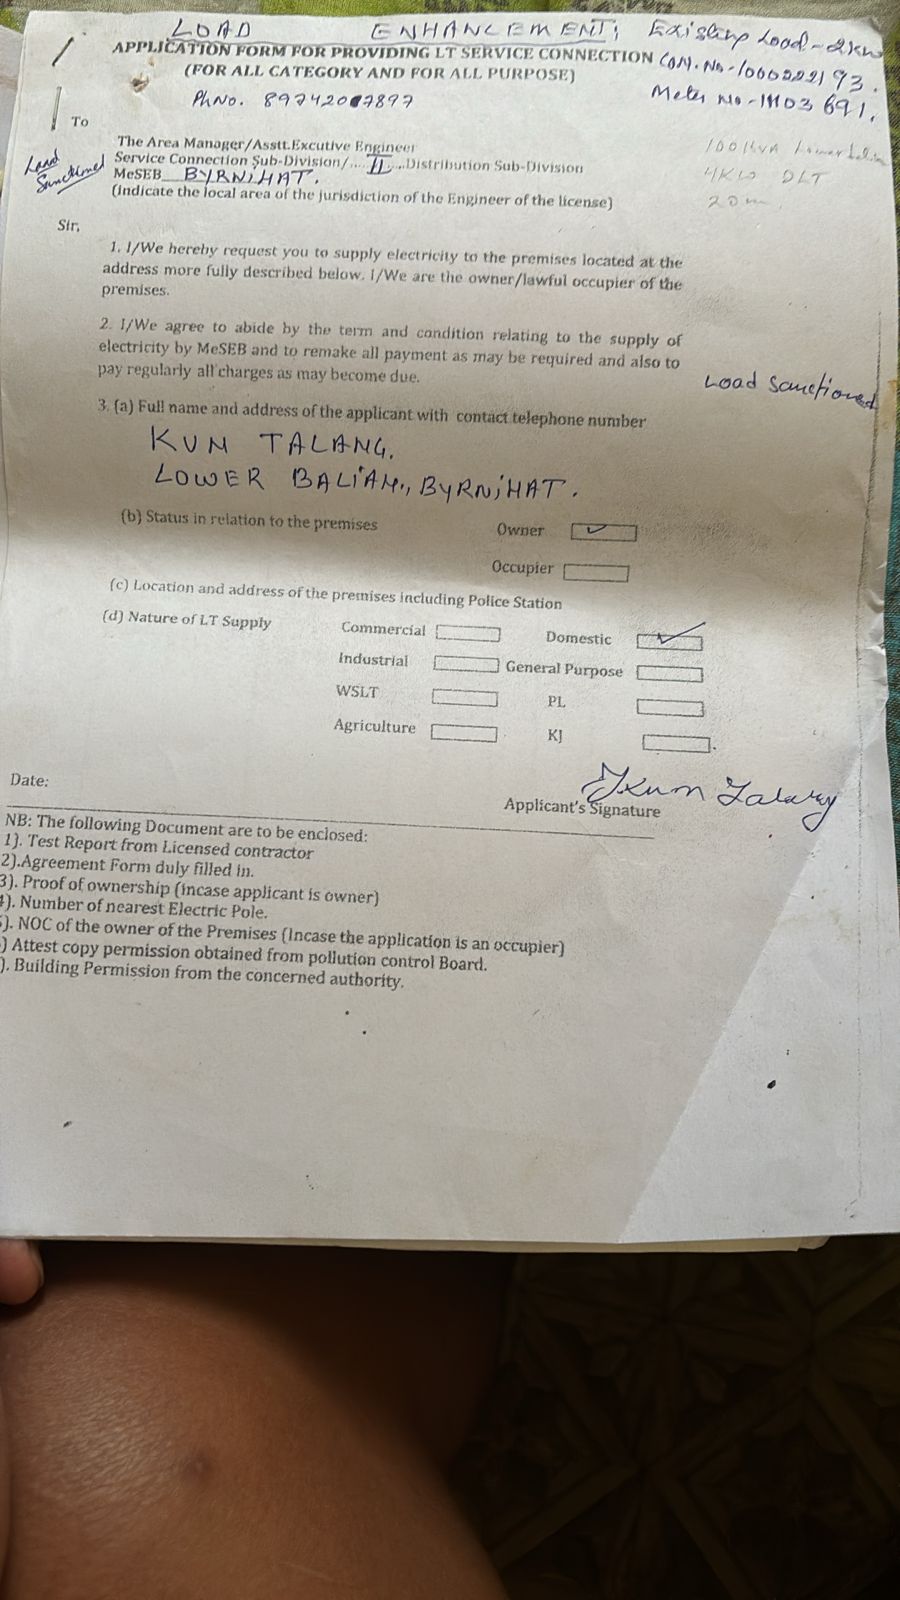 LOAD ENHANCEMENT; Existing Load - 2kw
APPLICATION FORM FOR PROVIDING LT SERVICE CONNECTION
(FOR ALL CATEGORY AND FOR ALL PURPOSE)
Con. No - 1000222193.
Ph No. 8974207897
Meter No - 1M03691.
To
The Area Manager/Asstt.Excutive Engineer
Service Connection Sub-Division/....II...Distribution Sub-Division
MeSEB BYRNiHAT.
(Indicate the local area of the jurisdiction of the Engineer of the license)
Load Sanctioned
100 kVA Lower
4KW DLT
20m
Sir,
1. I/We hereby request you to supply electricity to the premises located at the
address more fully described below. I/We are the owner/lawful occupier of the
premises.
2. I/We agree to abide by the term and condition relating to the supply of
electricity by MeSEB and to remake all payment as may be required and also to
pay regularly all charges as may become due.
Load Sanctioned
3. (a) Full name and address of the applicant with contact telephone number
KUM TALANG.
LOWER BALIAM., BYRNiHAT.
(b) Status in relation to the premises Owner
Occupier
(c) Location and address of the premises including Police Station
(d) Nature of LT Supply Commercial Domestic
Industrial General Purpose
WSLT PL
Agriculture KJ
Kum Talang
Date: Applicant's Signature
NB: The following Document are to be enclosed:
1). Test Report from Licensed contractor
2).Agreement Form duly filled in.
3). Proof of ownership (incase applicant is owner)
4). Number of nearest Electric Pole.
). NOC of the owner of the Premises (Incase the application is an occupier)
) Attest copy permission obtained from pollution control Board.
). Building Permission from the concerned authority.